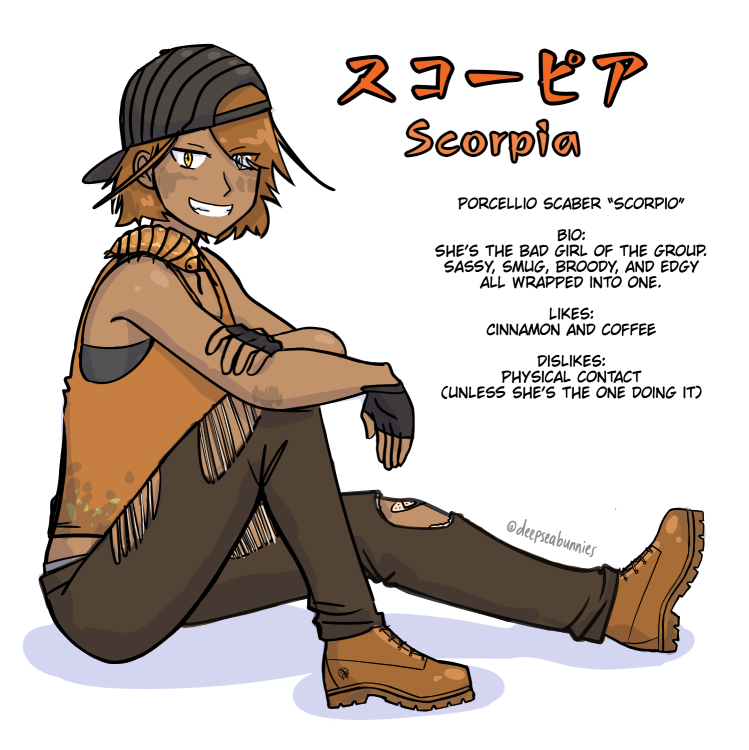 スコーピア
Scorpia
PORCELLIO SCABER "SCORPIO"
BIO:
SHE'S THE BAD GIRL OF THE GROUP.
SASSY, SMUG, BROODY, AND EDGY
ALL WRAPPED INTO ONE.
LIKES:
CINNAMON AND COFFEE
DISLIKES:
PHYSICAL CONTACT
(UNLESS SHE'S THE ONE DOING IT)
@deepseabunnies